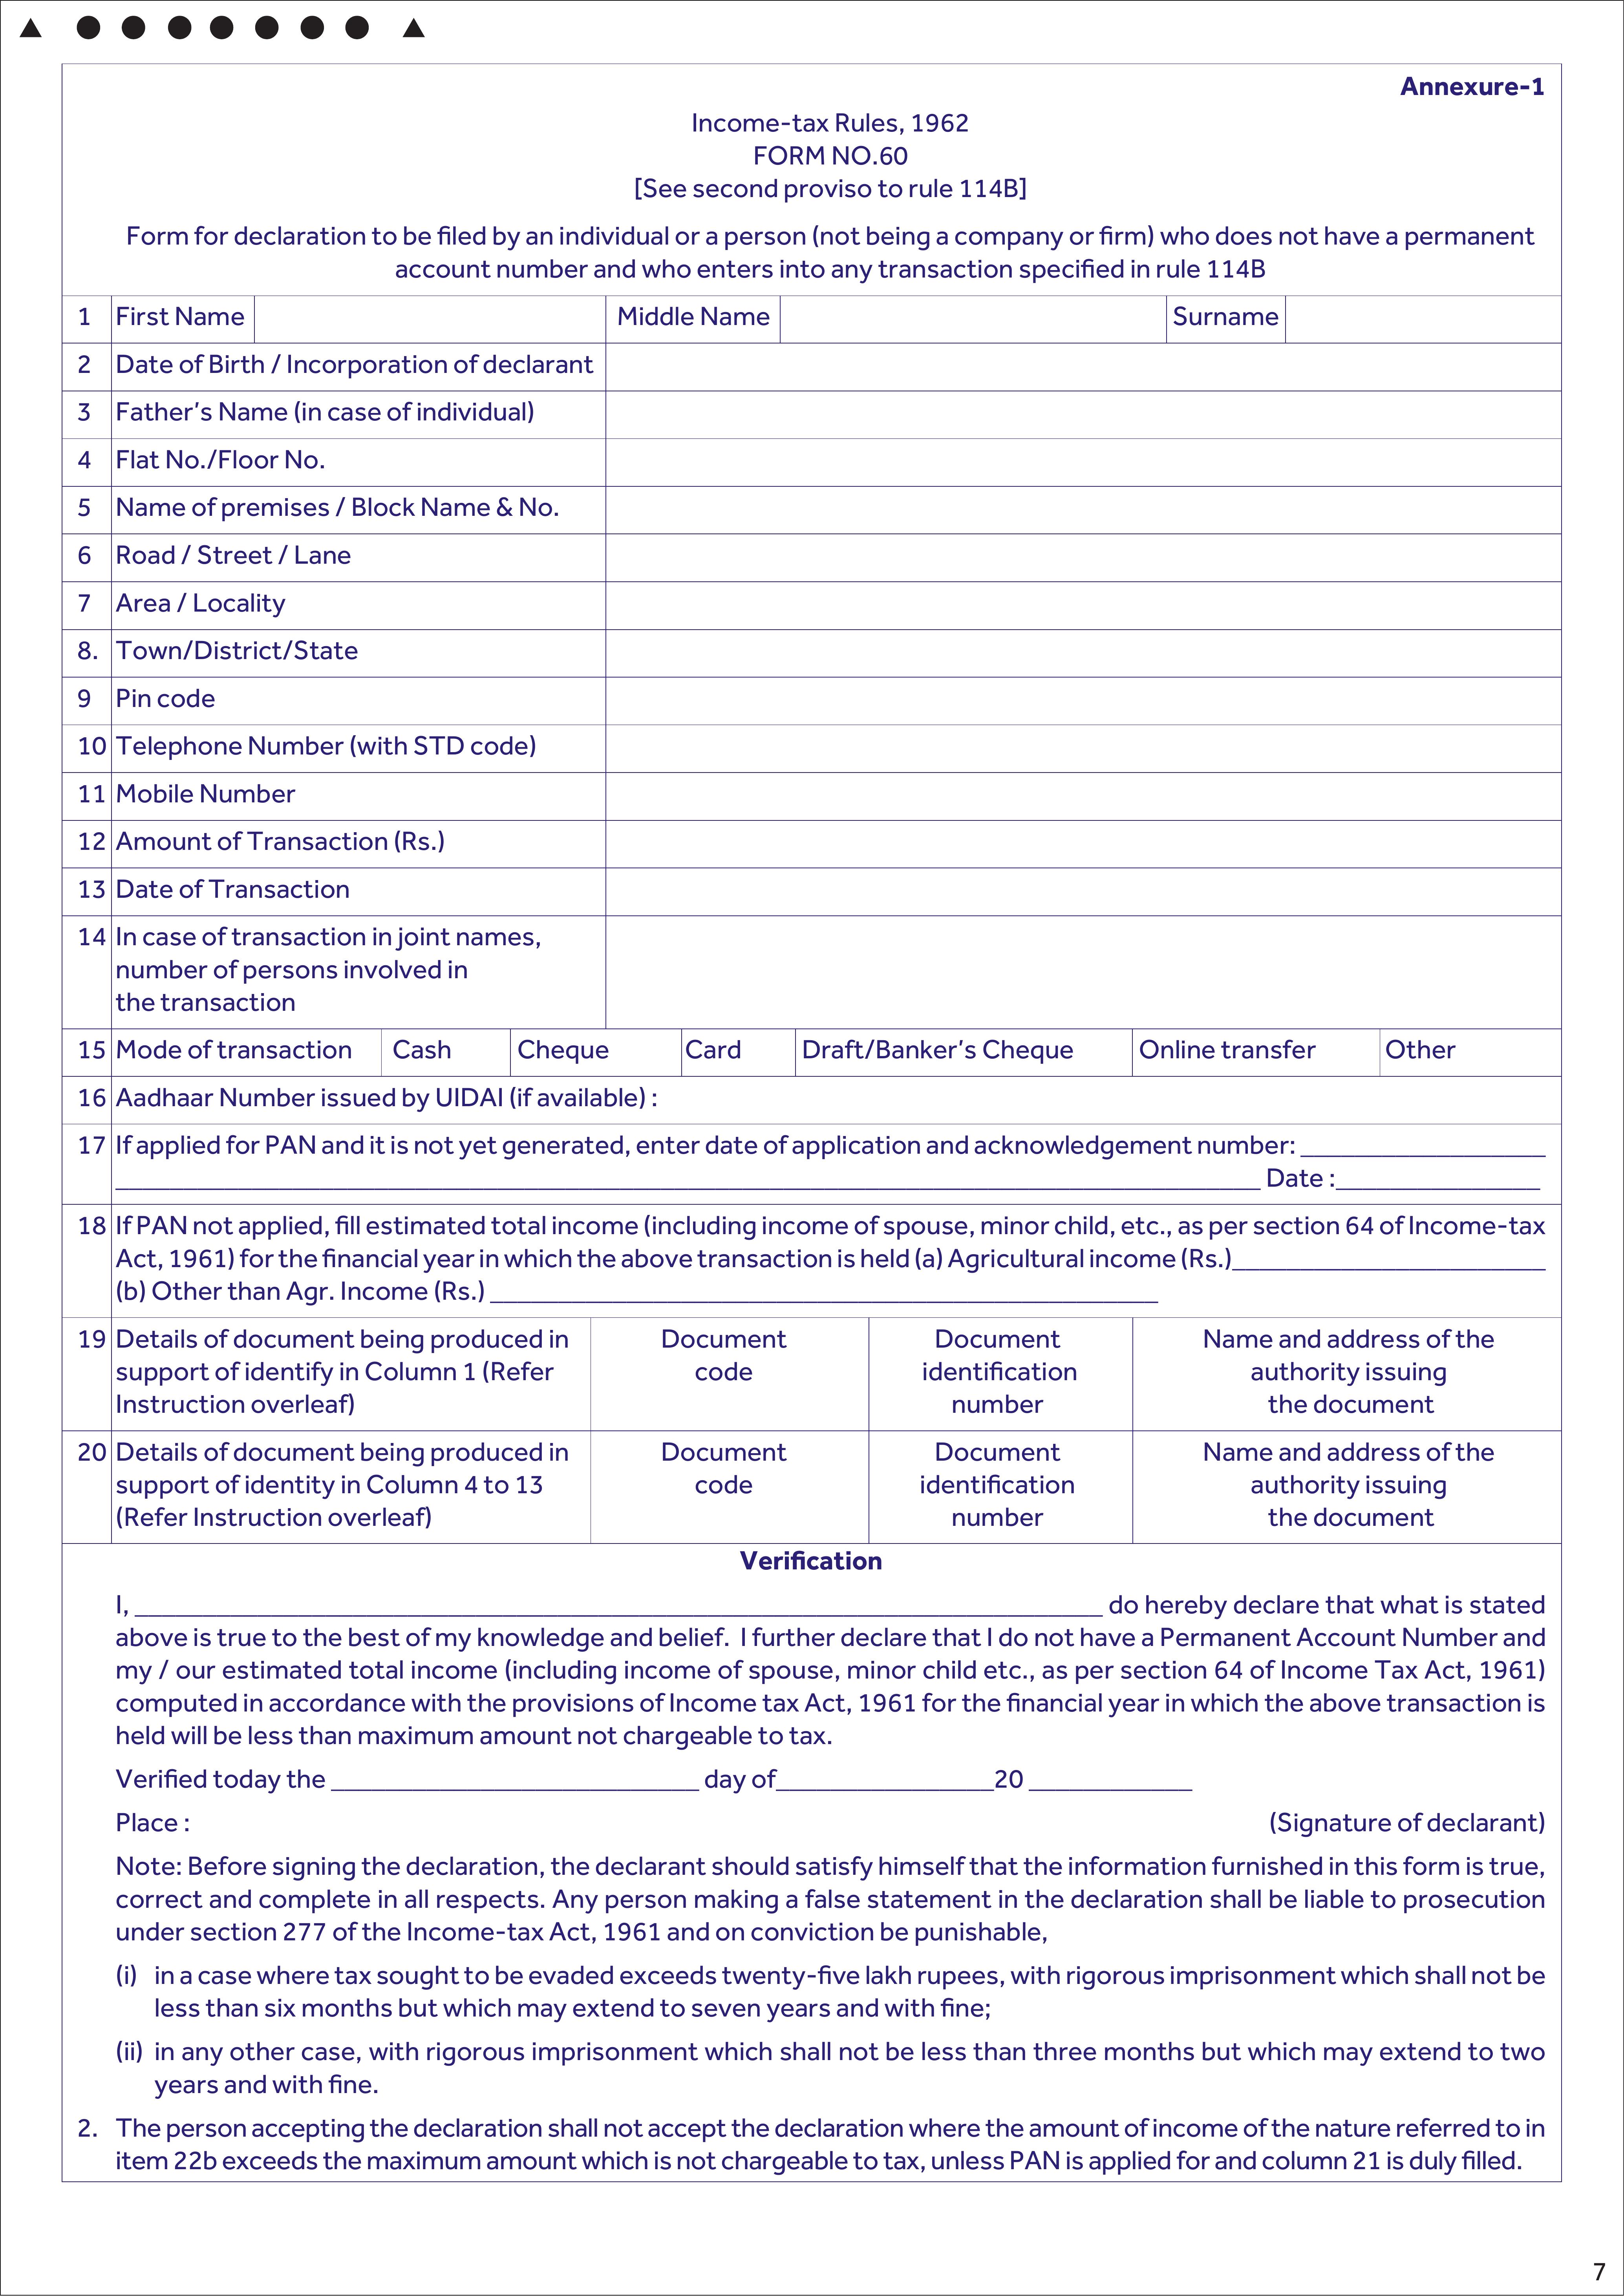 Annexure-1
Income-tax Rules, 1962
FORM NO.60
[See second proviso to rule 114B]
Form for declaration to be filed by an individual or a person (not being a company or firm) who does not have a permanent
account number and who enters into any transaction specified in rule 114B
1 First Name Middle Name Surname
2 Date of Birth / Incorporation of declarant
3 Father's Name (in case of individual)
4 Flat No./Floor No.
5 Name of premises / Block Name & No.
6 Road / Street / Lane
7 Area / Locality
8. Town/District/State
9 Pin code
10 Telephone Number (with STD code)
11 Mobile Number
12 Amount of Transaction (Rs.)
13 Date of Transaction
14 In case of transaction in joint names,
number of persons involved in
the transaction
15 Mode of transaction Cash Cheque Card Draft/Banker's Cheque Online transfer Other
16 Aadhaar Number issued by UIDAI (if available) :
17 If applied for PAN and it is not yet generated, enter date of application and acknowledgement number: __________________
____________________________________________________________ Date :_______________
18 If PAN not applied, fill estimated total income (including income of spouse, minor child, etc., as per section 64 of Income-tax
Act, 1961) for the financial year in which the above transaction is held (a) Agricultural income (Rs.)_______________________
(b) Other than Agr. Income (Rs.) _________________________________________________
19 Details of document being produced in
support of identify in Column 1 (Refer
Instruction overleaf)
Document
code
Document
identification
number
Name and address of the
authority issuing
the document
20 Details of document being produced in
support of identity in Column 4 to 13
(Refer Instruction overleaf)
Document
code
Document
identification
number
Name and address of the
authority issuing
the document
Verification
I, _______________________________________________________________________ do hereby declare that what is stated
above is true to the best of my knowledge and belief. I further declare that I do not have a Permanent Account Number and
my / our estimated total income (including income of spouse, minor child etc., as per section 64 of Income Tax Act, 1961)
computed in accordance with the provisions of Income tax Act, 1961 for the financial year in which the above transaction is
held will be less than maximum amount not chargeable to tax.
Verified today the ___________________________ day of________________20 ____________
Place : (Signature of declarant)
Note: Before signing the declaration, the declarant should satisfy himself that the information furnished in this form is true,
correct and complete in all respects. Any person making a false statement in the declaration shall be liable to prosecution
under section 277 of the Income-tax Act, 1961 and on conviction be punishable,
(i) in a case where tax sought to be evaded exceeds twenty-five lakh rupees, with rigorous imprisonment which shall not be
less than six months but which may extend to seven years and with fine;
(ii) in any other case, with rigorous imprisonment which shall not be less than three months but which may extend to two
years and with fine.
2. The person accepting the declaration shall not accept the declaration where the amount of income of the nature referred to in
item 22b exceeds the maximum amount which is not chargeable to tax, unless PAN is applied for and column 21 is duly filled.
7